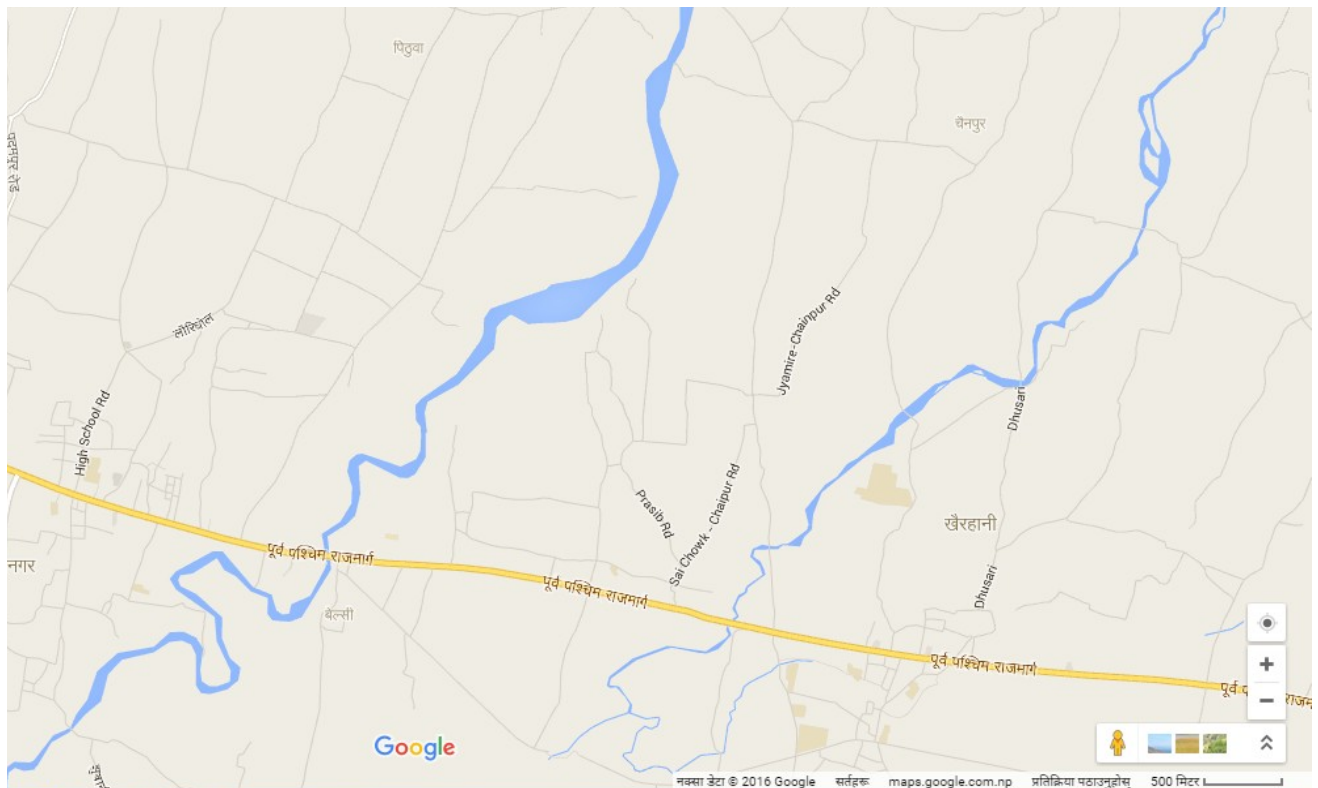 पिठुवा
चैनपुर
पदमपुर रोड
लौरिघोल
Jyamire-Chainpur Rd
High School Rd
Dhusari
Prasib Rd
Sai Chowk - Chaipur Rd
खैरहानी
पूर्व पश्चिम राजमार्ग
नगर
पूर्व पश्चिम राजमार्ग
Dhusari
बेल्सी
पूर्व पश्चिम राजमार्ग
Google
नक्सा डेटा © 2016 Google सर्तहरू maps.google.com.np प्रतिक्रिया पठाउनुहोस् 500 मिटर